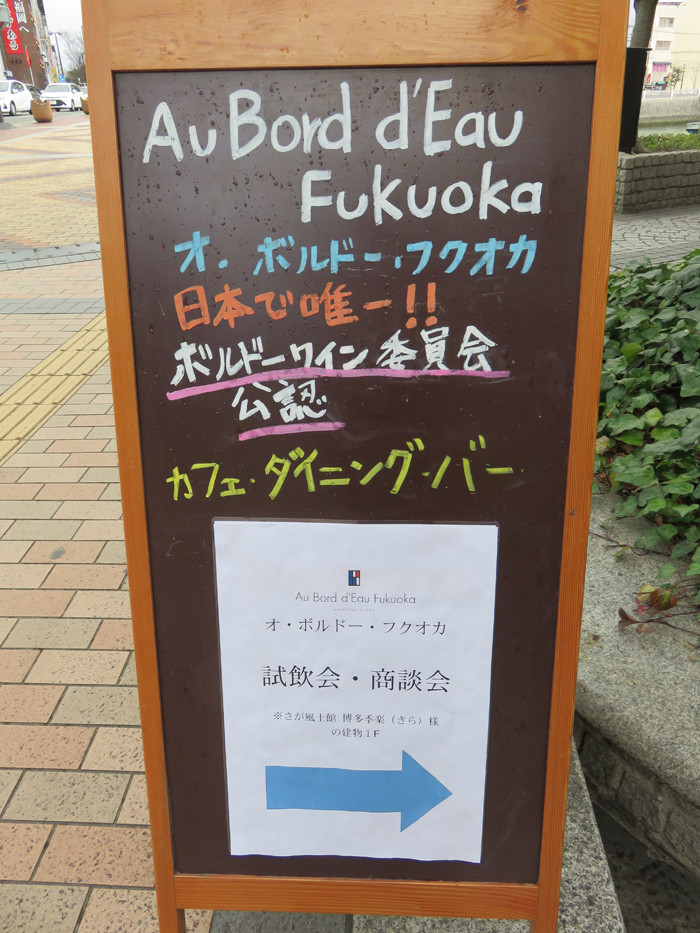 Au Bord d'Eau
Fukuoka
オ・ボルドー・フクオカ
日本で唯一!!
ボルドーワイン委員会
公認
カフェ・ダイニング・バー
Au Bord d'Eau Fukuoka
オ・ボルドー・フクオカ
試飲会・商談会
※さが風土館 博多季楽（きら）様
の建物1F